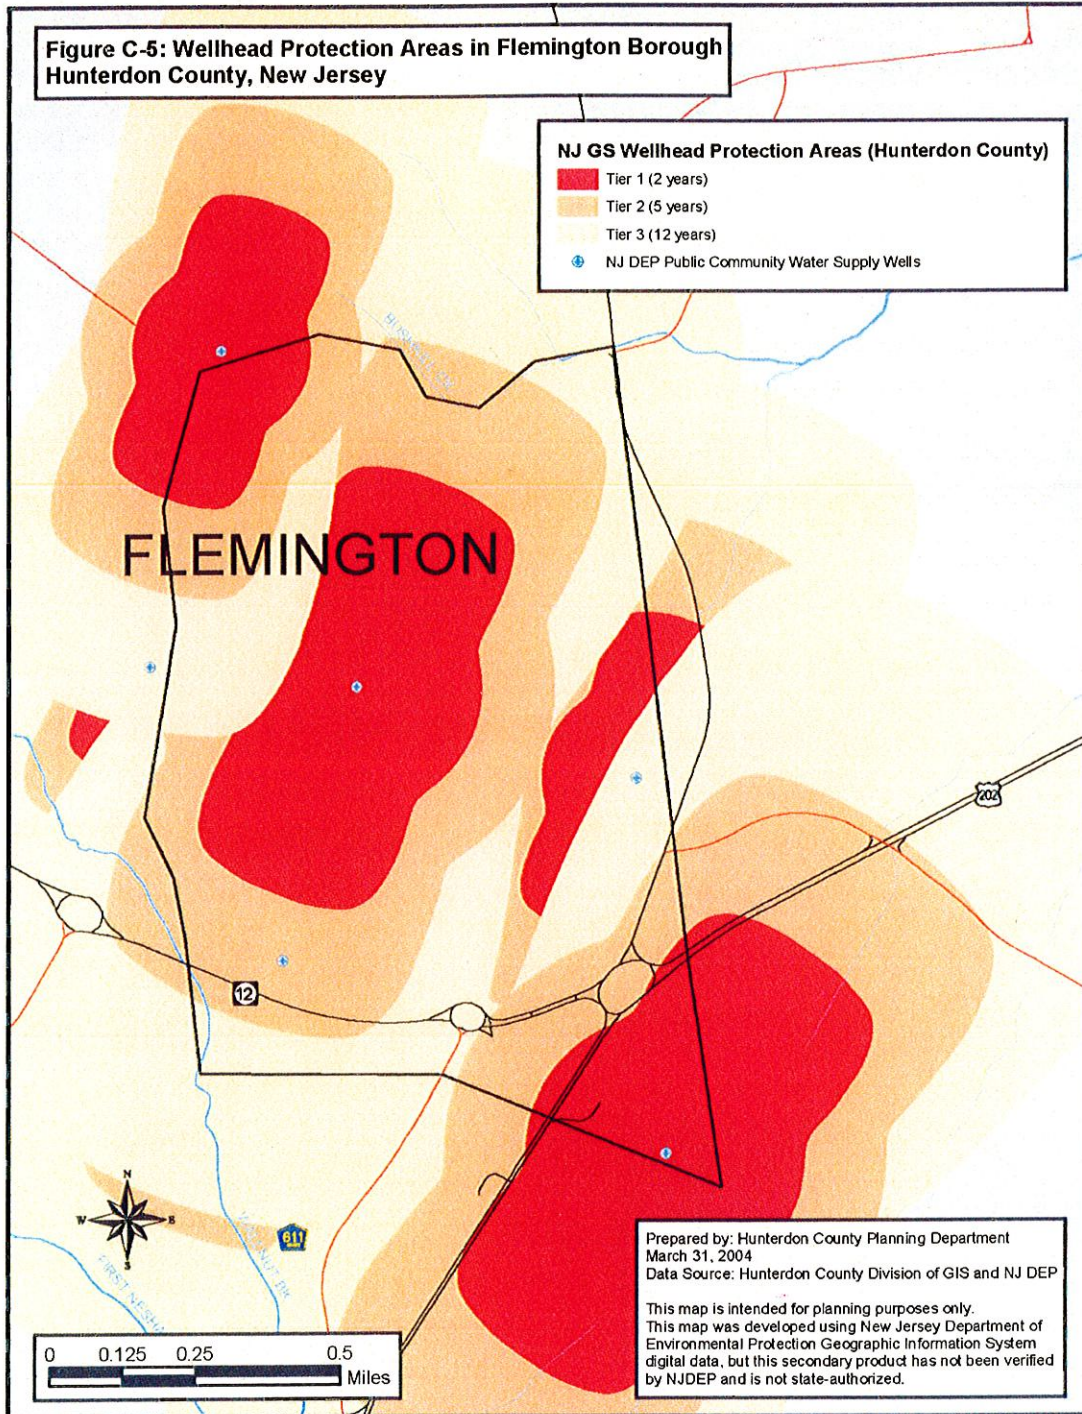 Figure C-5: Wellhead Protection Areas in Flemington Borough
Hunterdon County, New Jersey
NJ GS Wellhead Protection Areas (Hunterdon County)
Tier 1 (2 years)
Tier 2 (5 years)
Tier 3 (12 years)
NJ DEP Public Community Water Supply Wells
FLEMINGTON
202
12
N
W
E
S
611
FIRST NESHA
Prepared by: Hunterdon County Planning Department
March 31, 2004
Data Source: Hunterdon County Division of GIS and NJ DEP
This map is intended for planning purposes only.
This map was developed using New Jersey Department of
Environmental Protection Geographic Information System
digital data, but this secondary product has not been verified
by NJDEP and is not state-authorized.
0 0.125 0.25 0.5
Miles